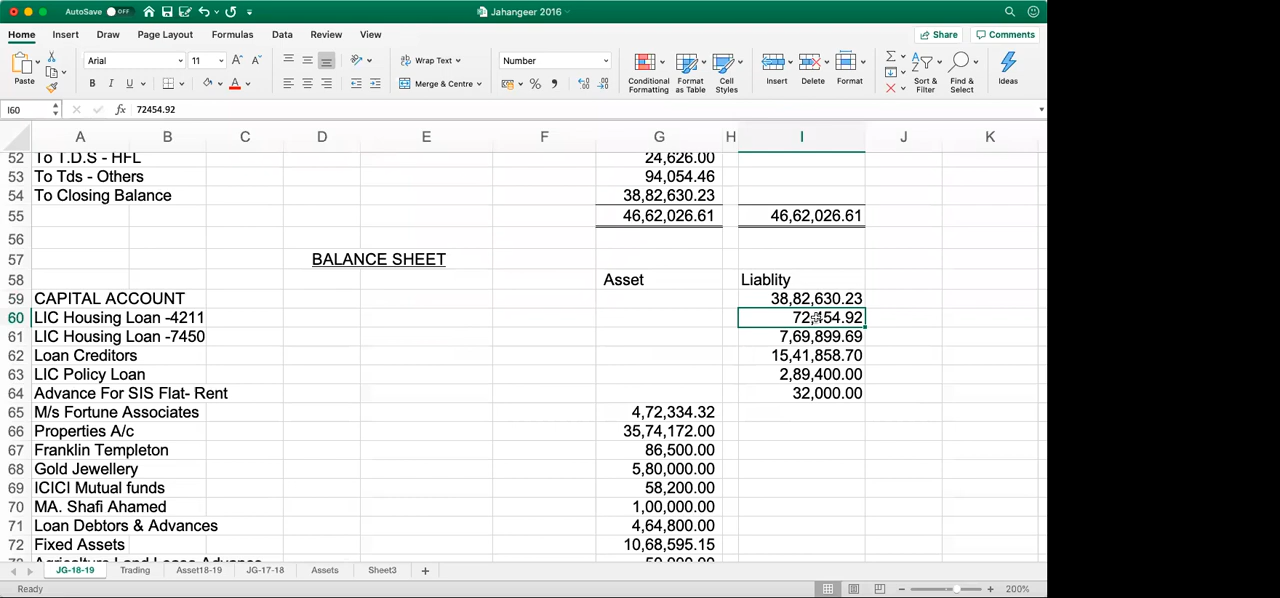 AutoSave OFF Jahangeer 2016
Home Insert Draw Page Layout Formulas Data Review View Share Comments
Paste Arial 11 Wrap Text Merge & Centre Number Conditional Formatting Format as Table Cell Styles Insert Delete Format Sort & Filter Find & Select Ideas
I60 fx 72454.92
A B C D E F G H I J K
52 To T.D.S - HFL 24,626.00
53 To Tds - Others 94,054.46
54 To Closing Balance 38,82,630.23
55 46,62,026.61 46,62,026.61
56
57 BALANCE SHEET
58 Asset Liablity
59 CAPITAL ACCOUNT 38,82,630.23
60 LIC Housing Loan -4211 72,454.92
61 LIC Housing Loan -7450 7,69,899.69
62 Loan Creditors 15,41,858.70
63 LIC Policy Loan 2,89,400.00
64 Advance For SIS Flat- Rent 32,000.00
65 M/s Fortune Associates 4,72,334.32
66 Properties A/c 35,74,172.00
67 Franklin Templeton 86,500.00
68 Gold Jewellery 5,80,000.00
69 ICICI Mutual funds 58,200.00
70 MA. Shafi Ahamed 1,00,000.00
71 Loan Debtors & Advances 4,64,800.00
72 Fixed Assets 10,68,595.15
JG-18-19 Trading Asset18-19 JG-17-18 Assets Sheet3
Ready 200%